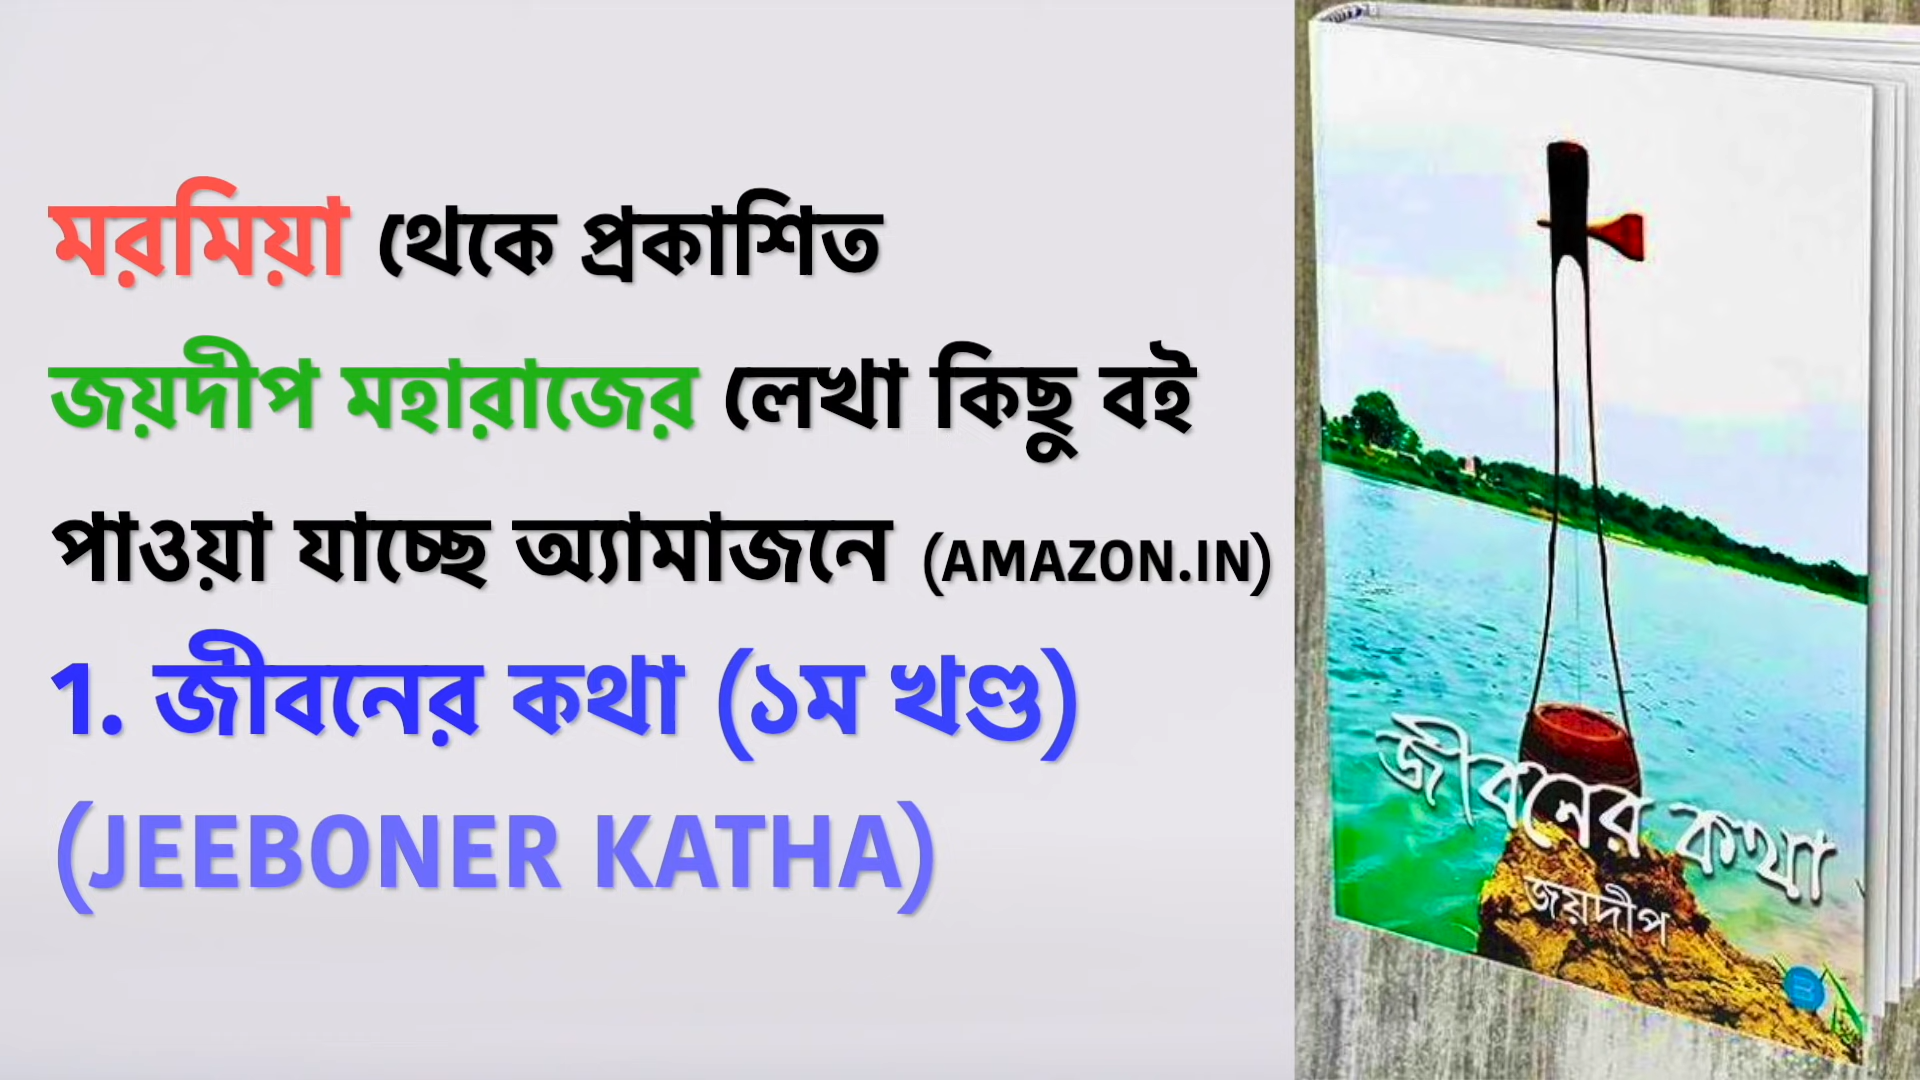 মরমিয়া থেকে প্রকাশিত
জয়দীপ মহারাজের লেখা কিছু বই
পাওয়া যাচ্ছে অ্যামাজনে (AMAZON.IN)
1. জীবনের কথা (১ম খণ্ড)
(JEEBONER KATHA)
জীবনের কথা
জয়দীপ